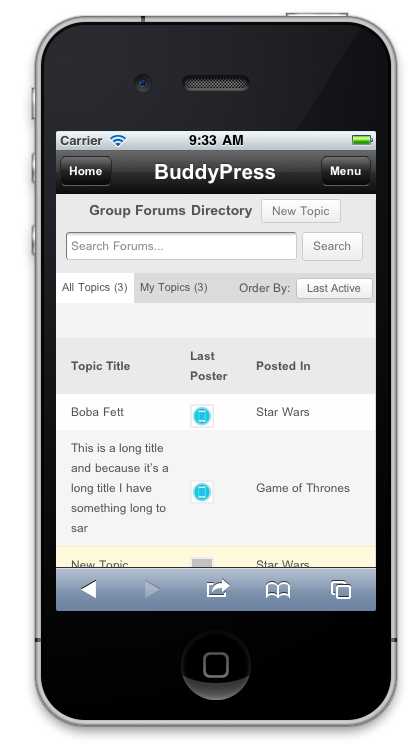 Carrier 9:33 AM
Home BuddyPress Menu
Group Forums Directory New Topic
Search Forums... Search
All Topics (3) My Topics (3) Order By: Last Active
Topic Title Last Poster Posted In
Boba Fett Star Wars
This is a long title
and because it's a
long title I have
something long to
sar
Game of Thrones
New Topic Star Wars